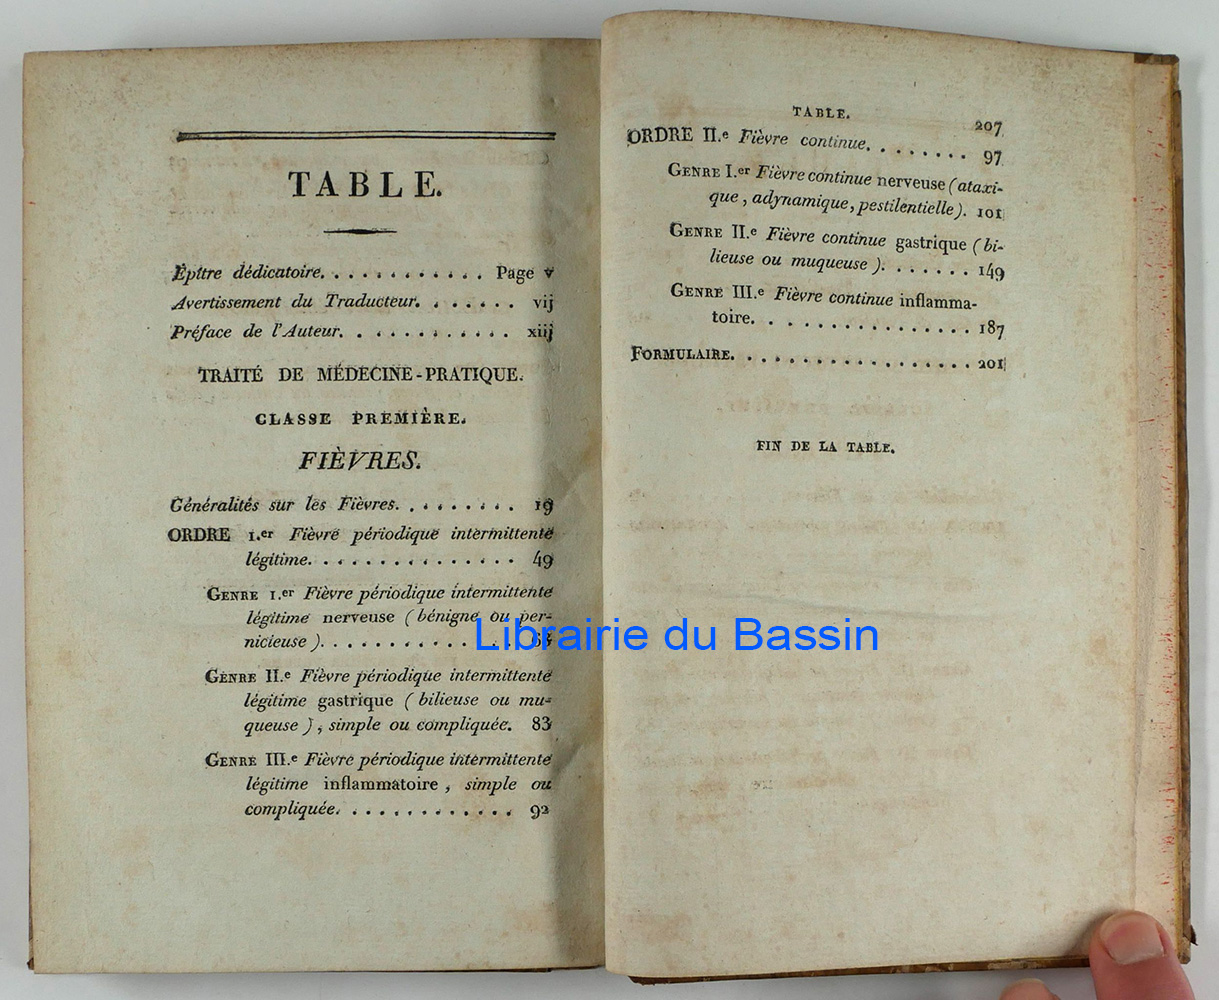 TABLE.
Épître dédicatoire. . . . . . . . . . . . Page v
Avertissement du Traducteur. . . . . . . vij
Préface de l'Auteur. . . . . . . . . . . xiij
TRAITÉ DE MÉDECINE-PRATIQUE.
CLASSE PREMIÈRE.
FIÈVRES.
Généralités sur les Fièvres. . . . . . . . 19
ORDRE I.er Fièvre périodique intermittente
légitime. . . . . . . . . . . . . . . 49
GENRE I.er Fièvre périodique intermittente
légitime nerveuse (bénigne ou per-
nicieuse). . . . . . . . . . . . . .
GENRE II.e Fièvre périodique intermittente
légitime gastrique (bilieuse ou mu-
queuse), simple ou compliquée. 83
GENRE III.e Fièvre périodique intermittente
légitime inflammatoire, simple ou
compliquée. . . . . . . . . . . . . 92
TABLE. 207
ORDRE II.e Fièvre continue. . . . . . . . 97
GENRE I.er Fièvre continue nerveuse (ataxi-
que, adynamique, pestilentielle). 101
GENRE II.e Fièvre continue gastrique (bi-
lieuse ou muqueuse). . . . . . . 149
GENRE III.e Fièvre continue inflamma-
toire. . . . . . . . . . . . . . . . 187
FORMULAIRE. . . . . . . . . . . . . . . . . . 201
FIN DE LA TABLE.
Librairie du Bassin